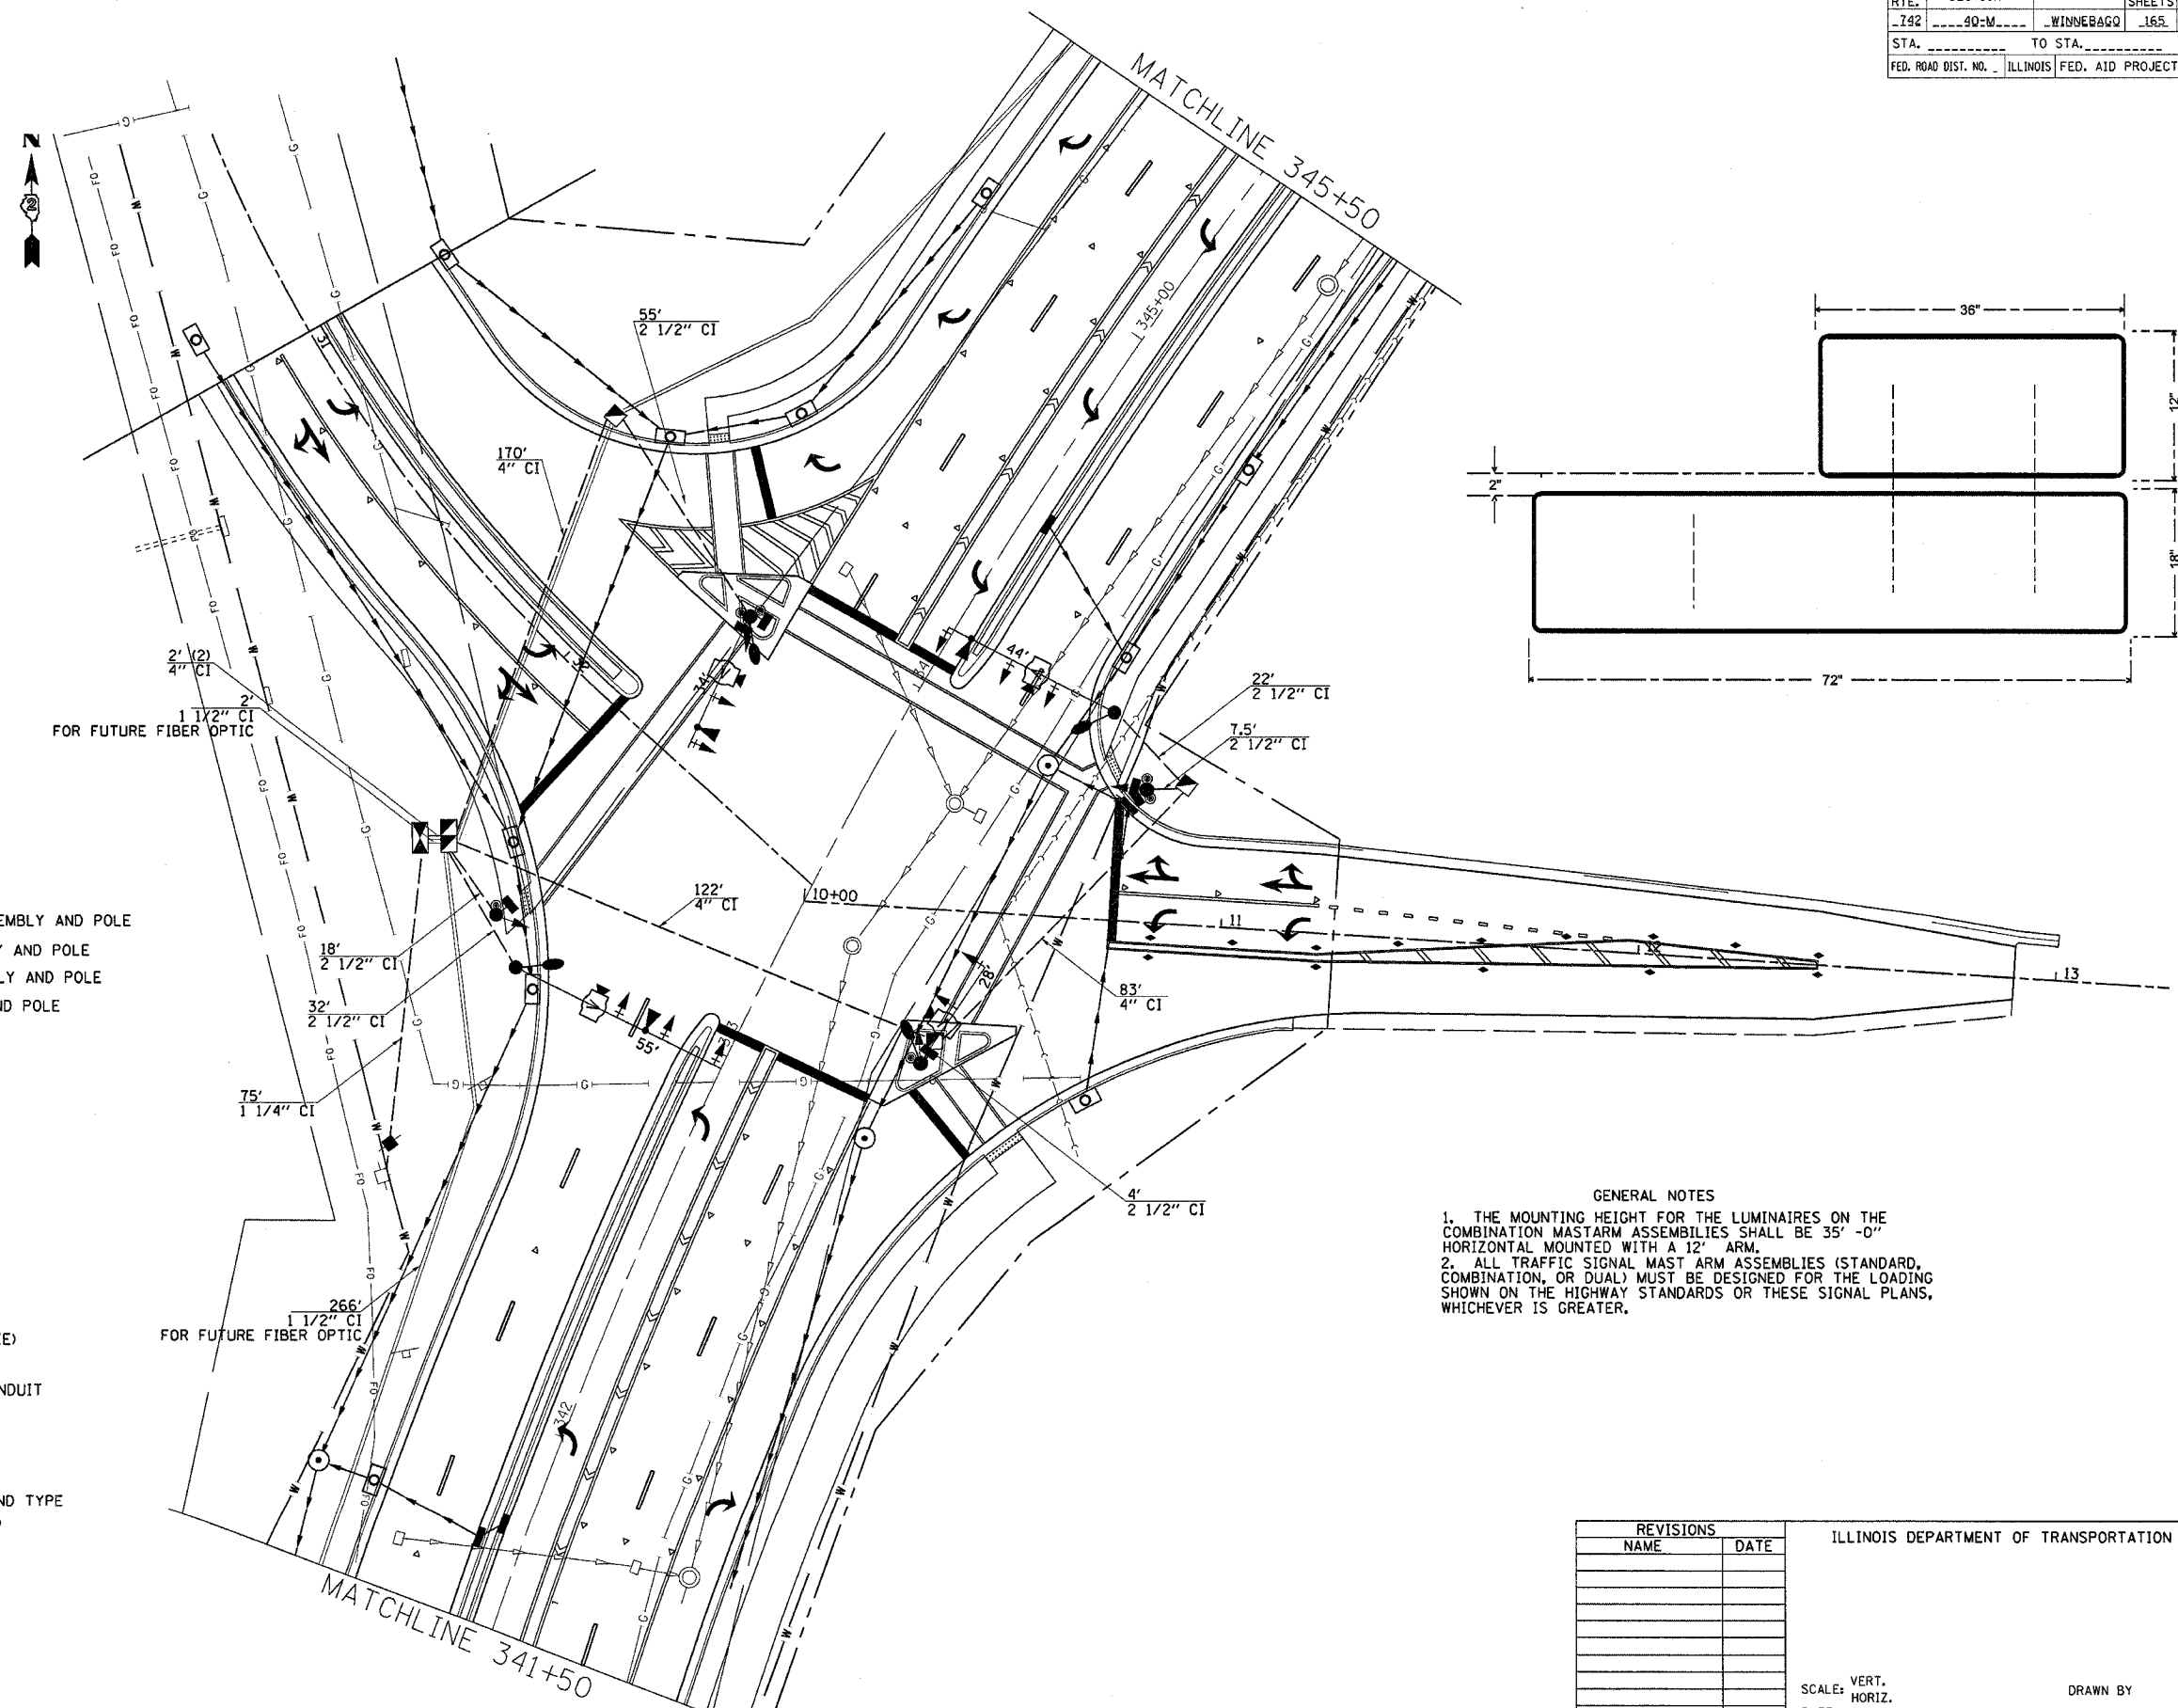 RTE. SHEETS
742 40-M WINNEBAGO 165
STA. TO STA.
FED. ROAD DIST. NO. ILLINOIS FED. AID PROJECT
N
MATCHLINE 345+50
345+00
36"
12"
2"
18"
72"
55'
2 1/2" CI
170'
4" CI
31
34'
44'
22'
2 1/2" CI
7.5'
2 1/2" CI
2' (2)
4" CI
2'
1 1/2" CI
FOR FUTURE FIBER OPTIC
122'
4" CI
10+00
11
12
13
EMBLY AND POLE
Y AND POLE
LY AND POLE
ND POLE
18'
2 1/2" CI
32'
2 1/2" CI
28'
83'
4" CI
55'
75'
1 1/4" CI
4'
2 1/2" CI
GENERAL NOTES
1. THE MOUNTING HEIGHT FOR THE LUMINAIRES ON THE
COMBINATION MASTARM ASSEMBILIES SHALL BE 35' -0"
HORIZONTAL MOUNTED WITH A 12' ARM.
2. ALL TRAFFIC SIGNAL MAST ARM ASSEMBLIES (STANDARD,
COMBINATION, OR DUAL) MUST BE DESIGNED FOR THE LOADING
SHOWN ON THE HIGHWAY STANDARDS OR THESE SIGNAL PLANS,
WHICHEVER IS GREATER.
266'
1 1/2" CI
FOR FUTURE FIBER OPTIC
E)
NDUIT
342
ND TYPE
MATCHLINE 341+50
REVISIONS
NAME DATE
ILLINOIS DEPARTMENT OF TRANSPORTATION
SCALE: VERT.
HORIZ.
DRAWN BY